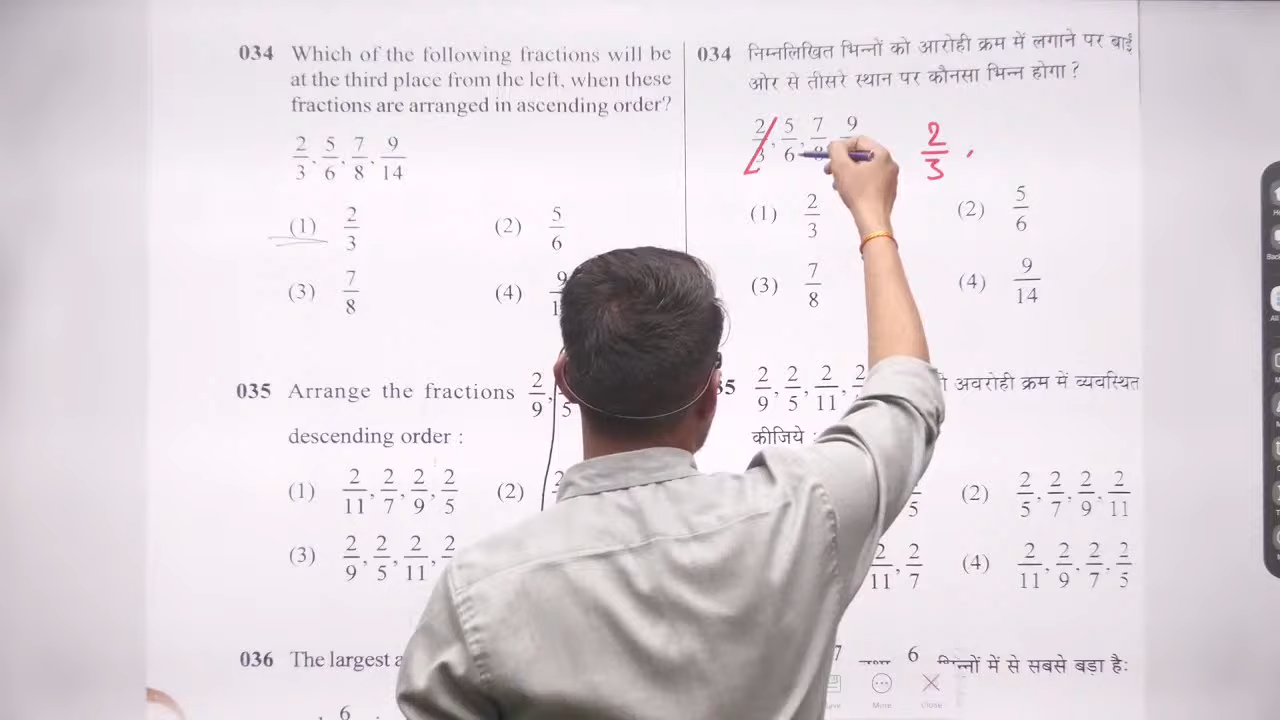 034 Which of the following fractions will be
at the third place from the left, when these
fractions are arranged in ascending order?
2/3, 5/6, 7/8, 9/14
(1) 2/3 (2) 5/6
(3) 7/8 (4)
035 Arrange the fractions 2/9,
descending order :
(1) 2/11, 2/7, 2/9, 2/5 (2)
(3) 2/9, 2/5, 2/11,
036 The largest
6
034 निम्नलिखित भिन्नों को आरोही क्रम में लगाने पर बाईं
ओर से तीसरे स्थान पर कौनसा भिन्न होगा ?
2/3, 5/6, 7/8, 9
2/3 ,
(1) 2/3 (2) 5/6
(3) 7/8 (4) 9/14
2/9, 2/5, 2/11, अवरोही क्रम में व्यवस्थित
कीजिये :
(2) 2/5, 2/7, 2/9, 2/11
2/11, 2/7 (4) 2/11, 2/9, 2/7, 2/5
7 6 में से सबसे बड़ा है:
More Close